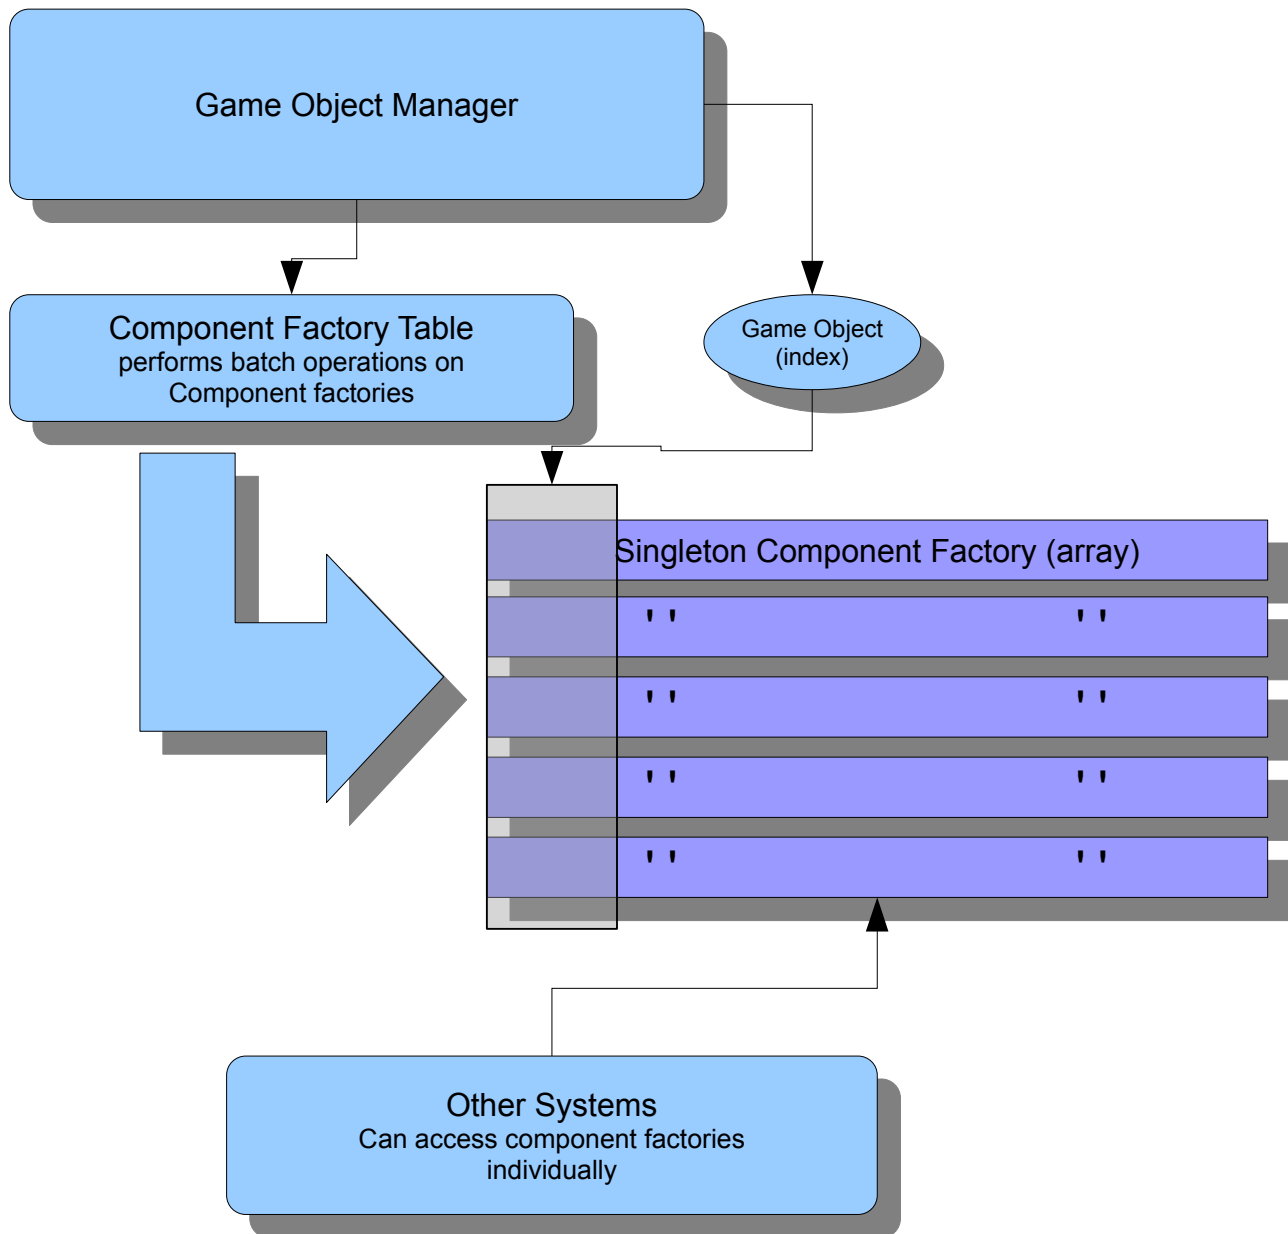 Game Object Manager
Component Factory Table
performs batch operations on
Component factories
Game Object
(index)
Singleton Component Factory (array)
' ' ' '
' ' ' '
' ' ' '
' ' ' '
Other Systems
Can access component factories
individually